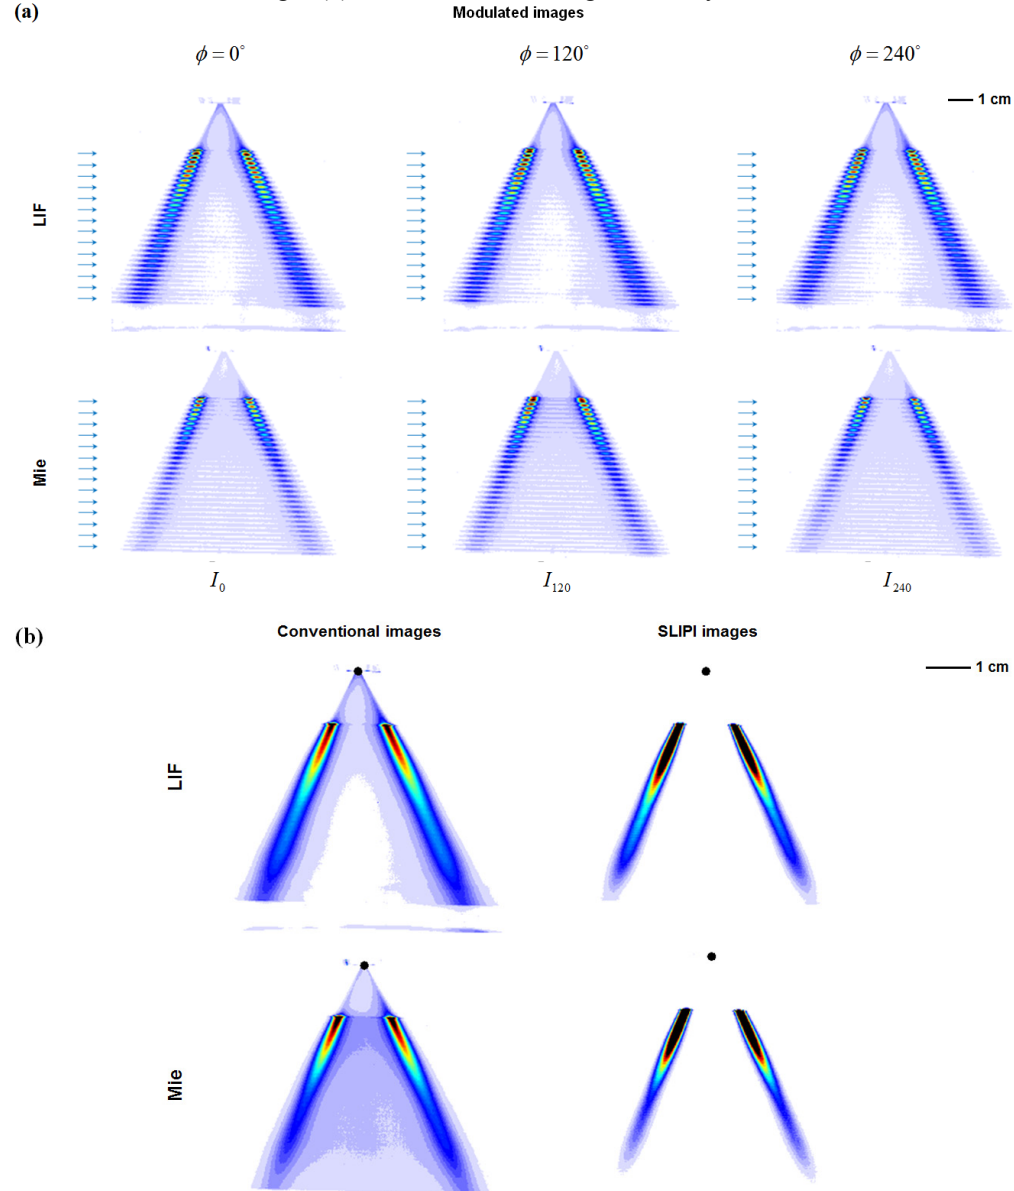 (a)
Modulated images
ϕ = 0° ϕ = 120° ϕ = 240°
1 cm
LIF
Mie
I₀ I₁₂₀ I₂₄₀
(b)
Conventional images SLIPI images
1 cm
LIF
Mie